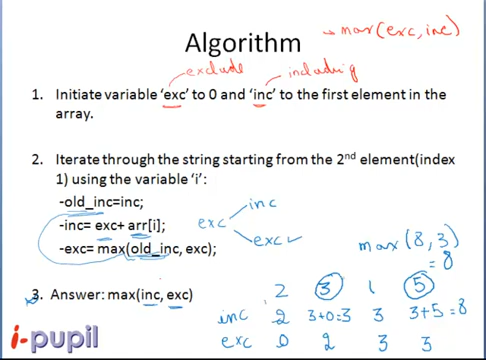 → max(exc, inc)
Algorithm
exclude
including
1. Initiate variable 'exc' to 0 and 'inc' to the first element in the
array.
2. Iterate through the string starting from the 2nd element(index
1) using the variable 'i':
-old_inc=inc;
-inc= exc+ arr[i];
-exc= max(old_inc, exc);
exc
inc
exc ✓
max (8, 3)
= 8
3. Answer: max(inc, exc)
2 3 1 5
inc 2 3+0=3 3 3+5=8
exc 0 2 3 3
i-pupil